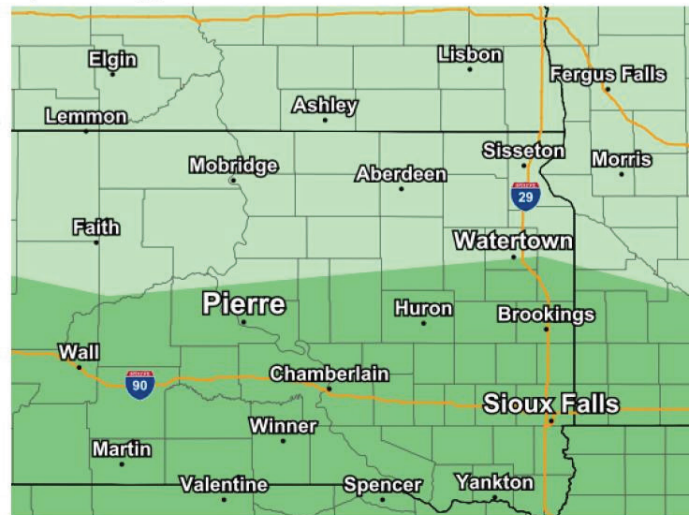 Elgin
Lisbon
Fergus Falls
Lemmon
Ashley
Mobridge
Aberdeen
Sisseton
Morris
29
Faith
Watertown
Pierre
Huron
Brookings
Wall
90
Chamberlain
Sioux Falls
Winner
Martin
Valentine
Spencer
Yankton